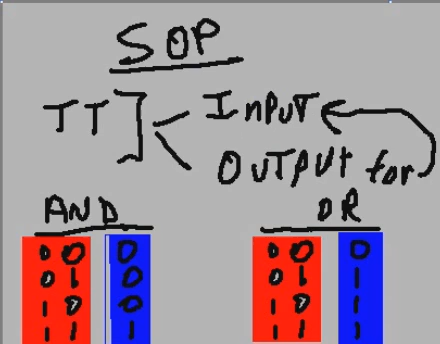 SOP
TT] INPUT
OUTPUT for
AND OR
0 0 0 0 0 0
0 1 0 0 1 1
1 0 0 1 0 1
1 1 1 1 1 1